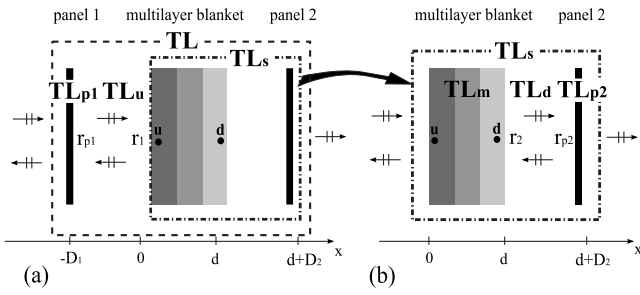 panel 1 multilayer blanket panel 2
TL
TLs
TLp1 TLu
u d
rp1 r1
-D1 0 d d+D2 x
(a)
multilayer blanket panel 2
TLs
TLm TLd TLp2
u d
r2 rp2
0 d d+D2 x
(b)